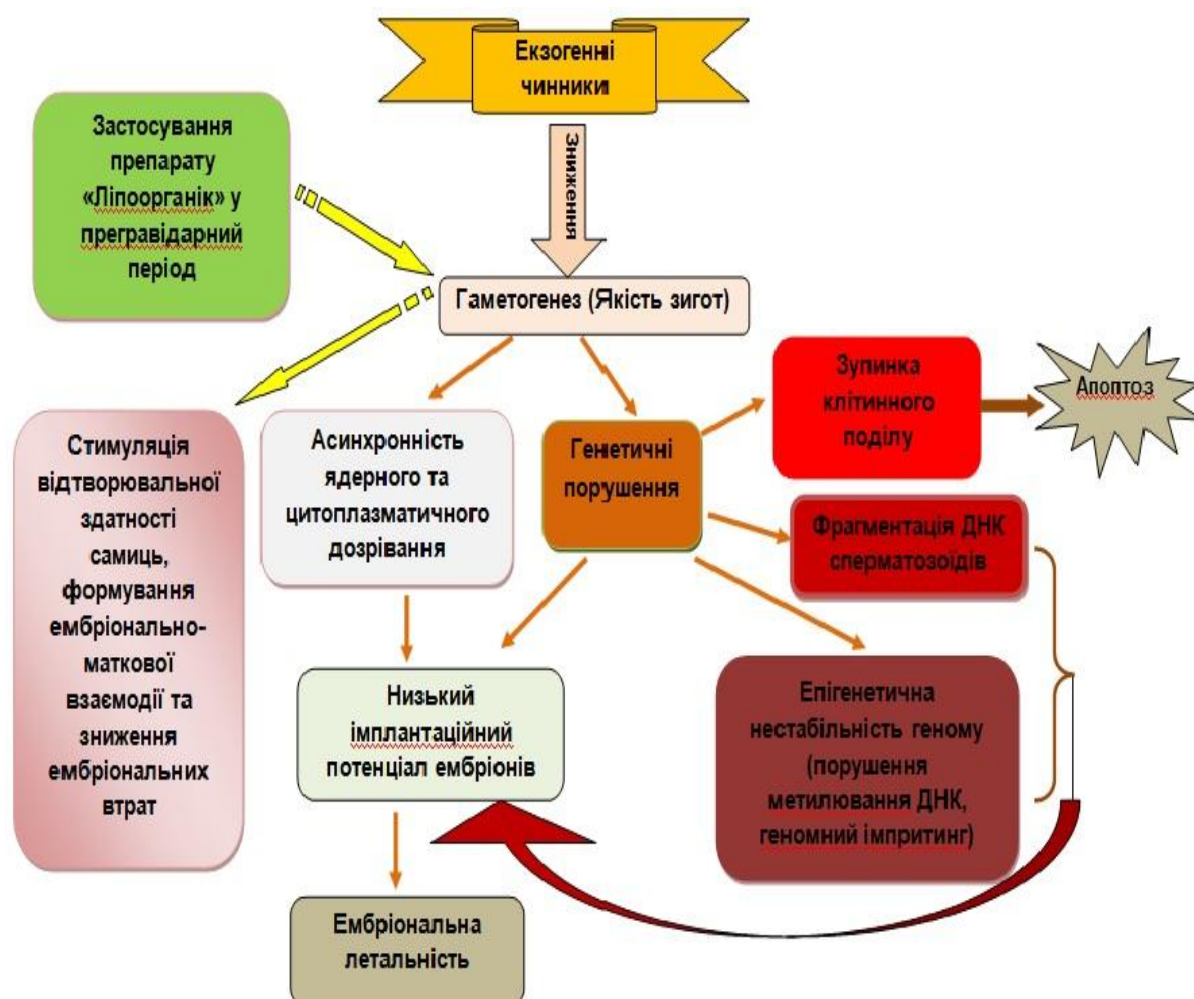 Екзогенні
чинники
Зниження
Застосування
препарату
«Ліпоорганік» у
прегравідарний
період
Гаметогенез (Якість зигот)
Стимуляція
відтворювальної
здатності
самиць,
формування
ембріонально-
маткової
взаємодії та
зниження
ембріональних
втрат
Асинхронність
ядерного та
цитоплазматичного
дозрівання
Генетичні
порушення
Зупинка
клітинного
поділу
Апоптоз
Фрагментація ДНК
сперматозоїдів
Епігенетична
нестабільність геному
(порушення
метилювання ДНК,
геномний імпритинг)
Низький
імплантаційний
потенціал ембріонів
Ембріональна
летальність